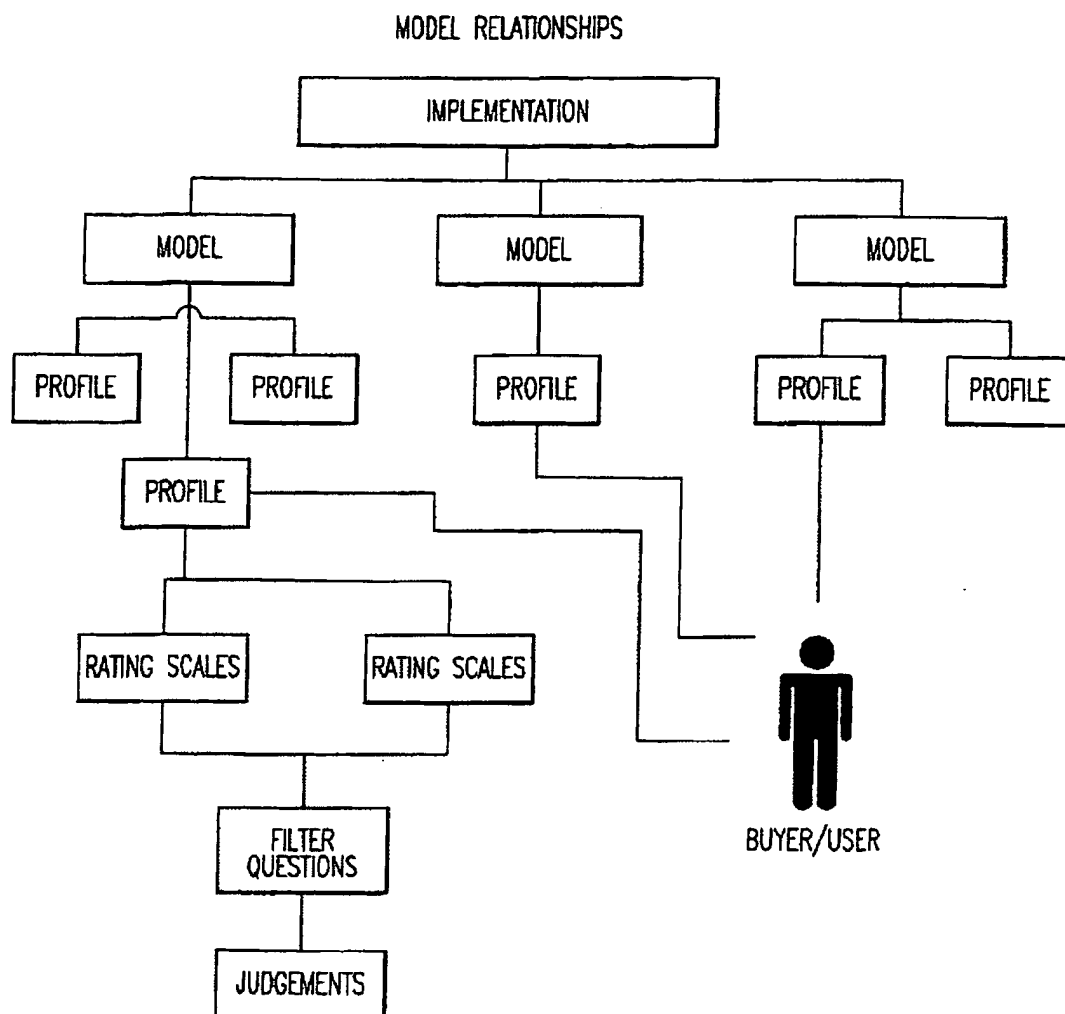 MODEL RELATIONSHIPS
IMPLEMENTATION
MODEL
MODEL
MODEL
PROFILE
PROFILE
PROFILE
PROFILE
PROFILE
PROFILE
RATING SCALES
RATING SCALES
FILTER
QUESTIONS
BUYER/USER
JUDGEMENTS